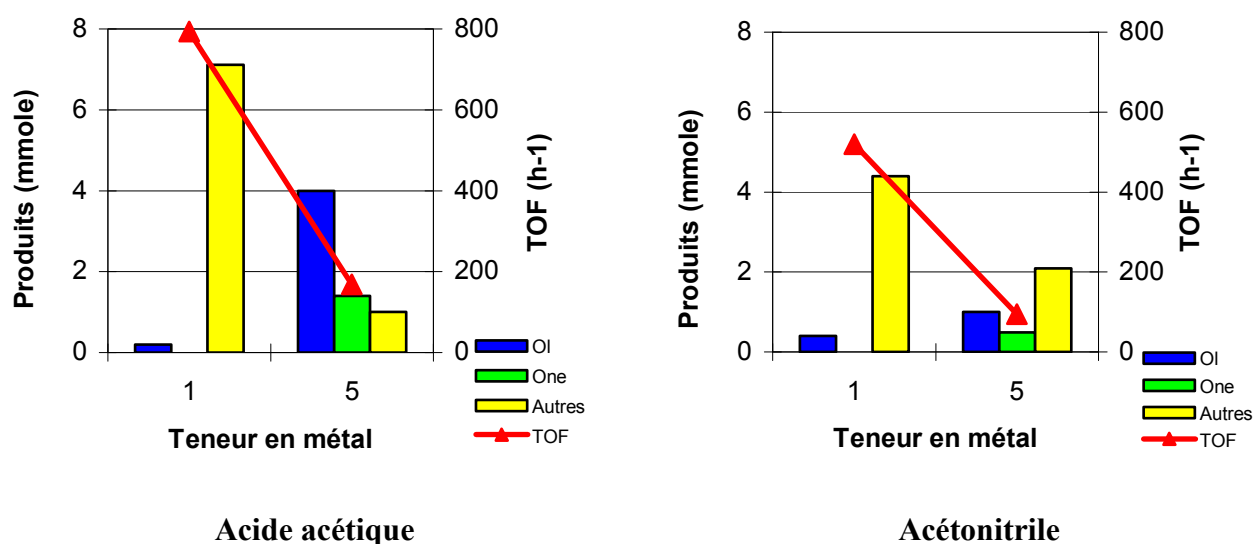 8
6
4
2
0
Produits (mmole)
800
600
400
200
0
TOF (h-1)
1
5
Teneur en métal
Ol
One
Autres
TOF
Acide acétique
8
6
4
2
0
Produits (mmole)
800
600
400
200
0
TOF (h-1)
1
5
Teneur en métal
Ol
One
Autres
TOF
Acétonitrile